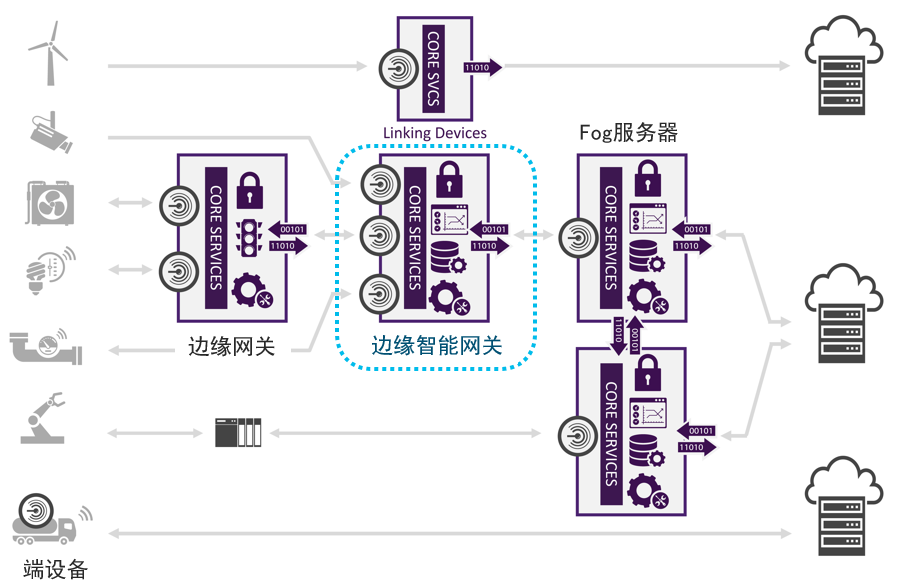 CORE SVCS
11010
Linking Devices
Fog服务器
CORE SERVICES
00101
11010
CORE SERVICES
00101
11010
CORE SERVICES
00101
11010
边缘网关
边缘智能网关
11010
00101
CORE SERVICES
00101
11010
端设备